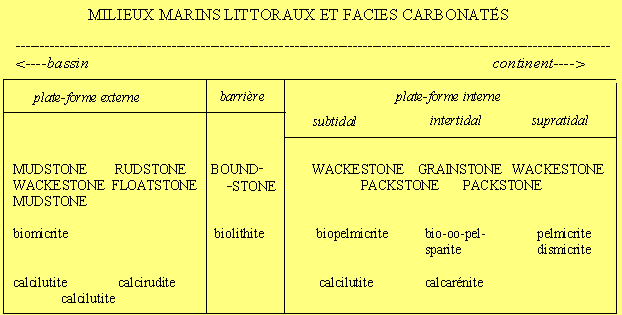 MILIEUX MARINS LITTORAUX ET FACIES CARBONATÉS
<----bassin continent---->
plate-forme externe barrière plate-forme interne
subtidal intertidal supratidal
MUDSTONE RUDSTONE BOUND- WACKESTONE GRAINSTONE WACKESTONE
WACKESTONE FLOATSTONE -STONE PACKSTONE PACKSTONE
MUDSTONE
biomicrite biolithite biopelmicrite bio-oo-pel- pelmicrite
sparite dismicrite
calcilutite calcirudite calcilutite calcarénite
calcilutite